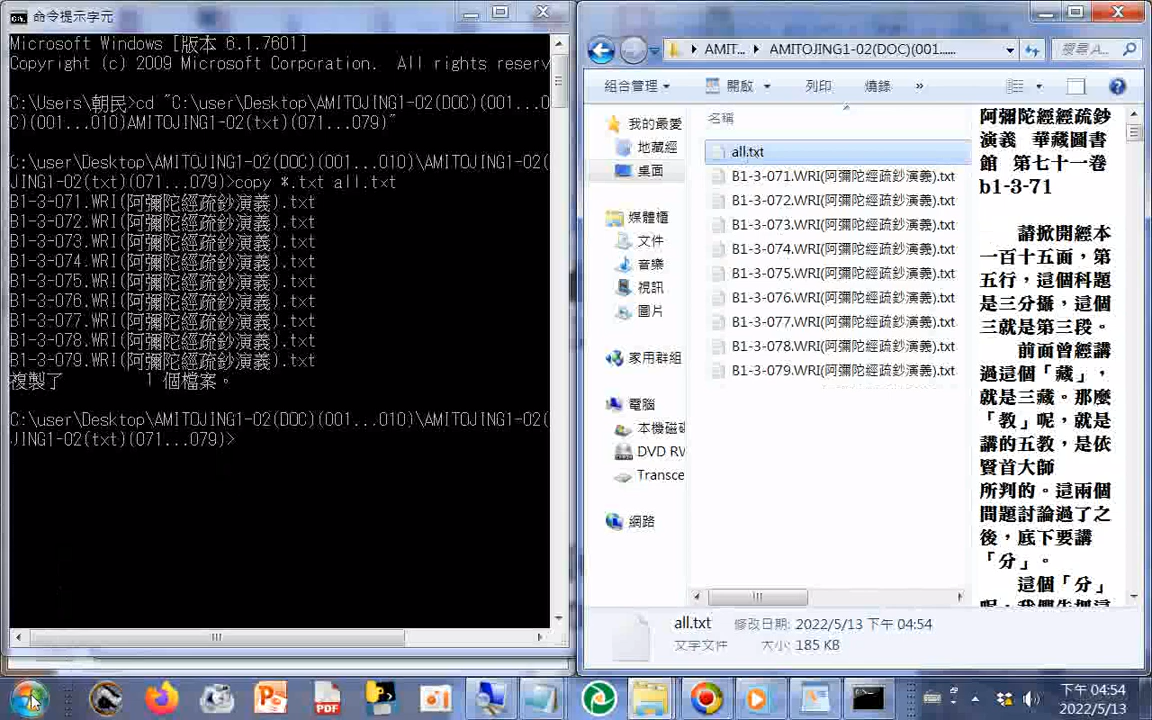 命令提示字元
Microsoft Windows [版本 6.1.7601]
Copyright (c) 2009 Microsoft Corporation.  All rights reserv
C:\Users\朝民>cd "C:\user\Desktop\AMITOJING1-02(DOC)(001...0
C)(001...010)AMITOJING1-02(txt)(071...079)"
C:\user\Desktop\AMITOJING1-02(DOC)(001...010)\AMITOJING1-02(
JING1-02(txt)(071...079)>copy *.txt all.txt
B1-3-071.WRI(阿彌陀經疏鈔演義).txt
B1-3-072.WRI(阿彌陀經疏鈔演義).txt
B1-3-073.WRI(阿彌陀經疏鈔演義).txt
B1-3-074.WRI(阿彌陀經疏鈔演義).txt
B1-3-075.WRI(阿彌陀經疏鈔演義).txt
B1-3-076.WRI(阿彌陀經疏鈔演義).txt
B1-3-077.WRI(阿彌陀經疏鈔演義).txt
B1-3-078.WRI(阿彌陀經疏鈔演義).txt
B1-3-079.WRI(阿彌陀經疏鈔演義).txt
複製了         1 個檔案。
C:\user\Desktop\AMITOJING1-02(DOC)(001...010)\AMITOJING1-02(
JING1-02(txt)(071...079)>
AMIT... AMITOJING1-02(DOC)(001...... 搜尋 A...
組合管理 開啟 列印 燒錄 »
我的最愛
地藏經
桌面
媒體櫃
文件
音樂
視訊
圖片
家用群組
電腦
本機磁碟
DVD RW
Transce
網路
名稱
all.txt
B1-3-071.WRI(阿彌陀經疏鈔演義).txt
B1-3-072.WRI(阿彌陀經疏鈔演義).txt
B1-3-073.WRI(阿彌陀經疏鈔演義).txt
B1-3-074.WRI(阿彌陀經疏鈔演義).txt
B1-3-075.WRI(阿彌陀經疏鈔演義).txt
B1-3-076.WRI(阿彌陀經疏鈔演義).txt
B1-3-077.WRI(阿彌陀經疏鈔演義).txt
B1-3-078.WRI(阿彌陀經疏鈔演義).txt
B1-3-079.WRI(阿彌陀經疏鈔演義).txt
阿彌陀經經疏鈔
演義 華藏圖書
館 第七十一卷
b1-3-71
請掀開經本
一百十五面,第
五行,這個科題
是三分攝,這個
三就是第三段。
前面曾經講
過這個「藏」,
就是三藏。那麼
「教」呢,就是
講的五教,是依
賢首大師
所判的。這兩個
問題討論過了之
後,底下要講
「分」。
這個「分」
呢,我們先把這
all.txt 修改日期: 2022/5/13 下午 04:54
文字文件 大小: 185 KB
PDF
下午 04:54
2022/5/13